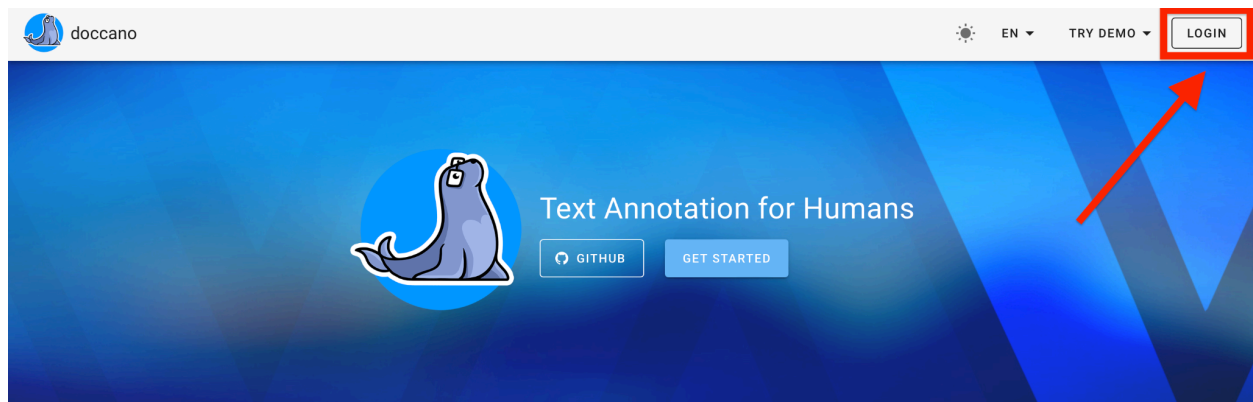 doccano
EN
TRY DEMO
LOGIN
Text Annotation for Humans
GITHUB
GET STARTED